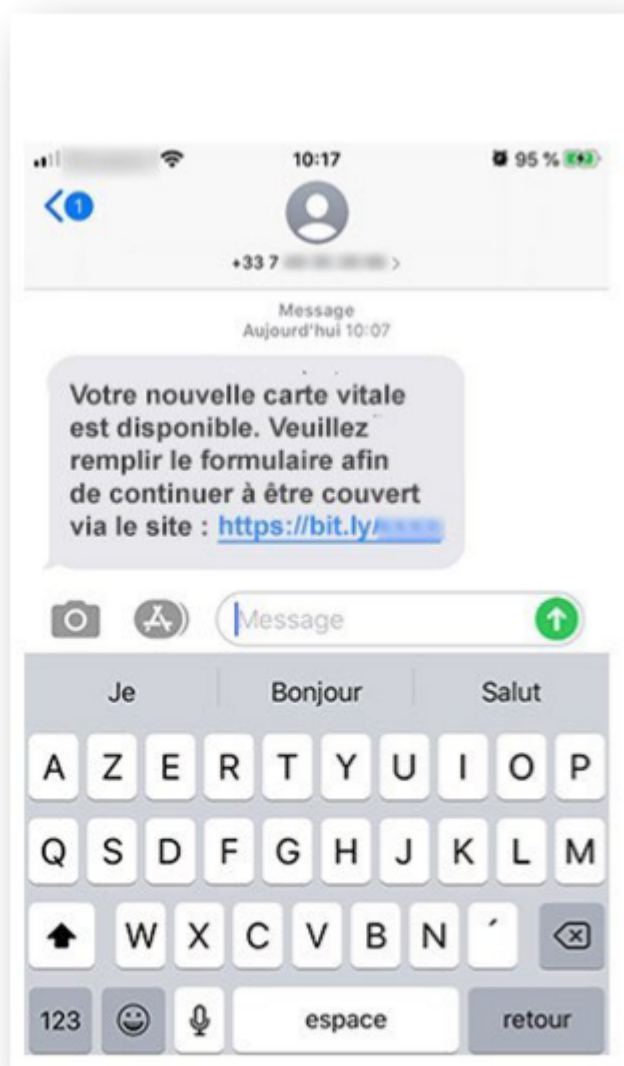 10:17
95 %
1
+33 7
Message
Aujourd'hui 10:07
Votre nouvelle carte vitale
est disponible. Veuillez
remplir le formulaire afin
de continuer à être couvert
via le site : https://bit.ly/
Message
Je Bonjour Salut
A Z E R T Y U I O P
Q S D F G H J K L M
W X C V B N ´
123 espace retour